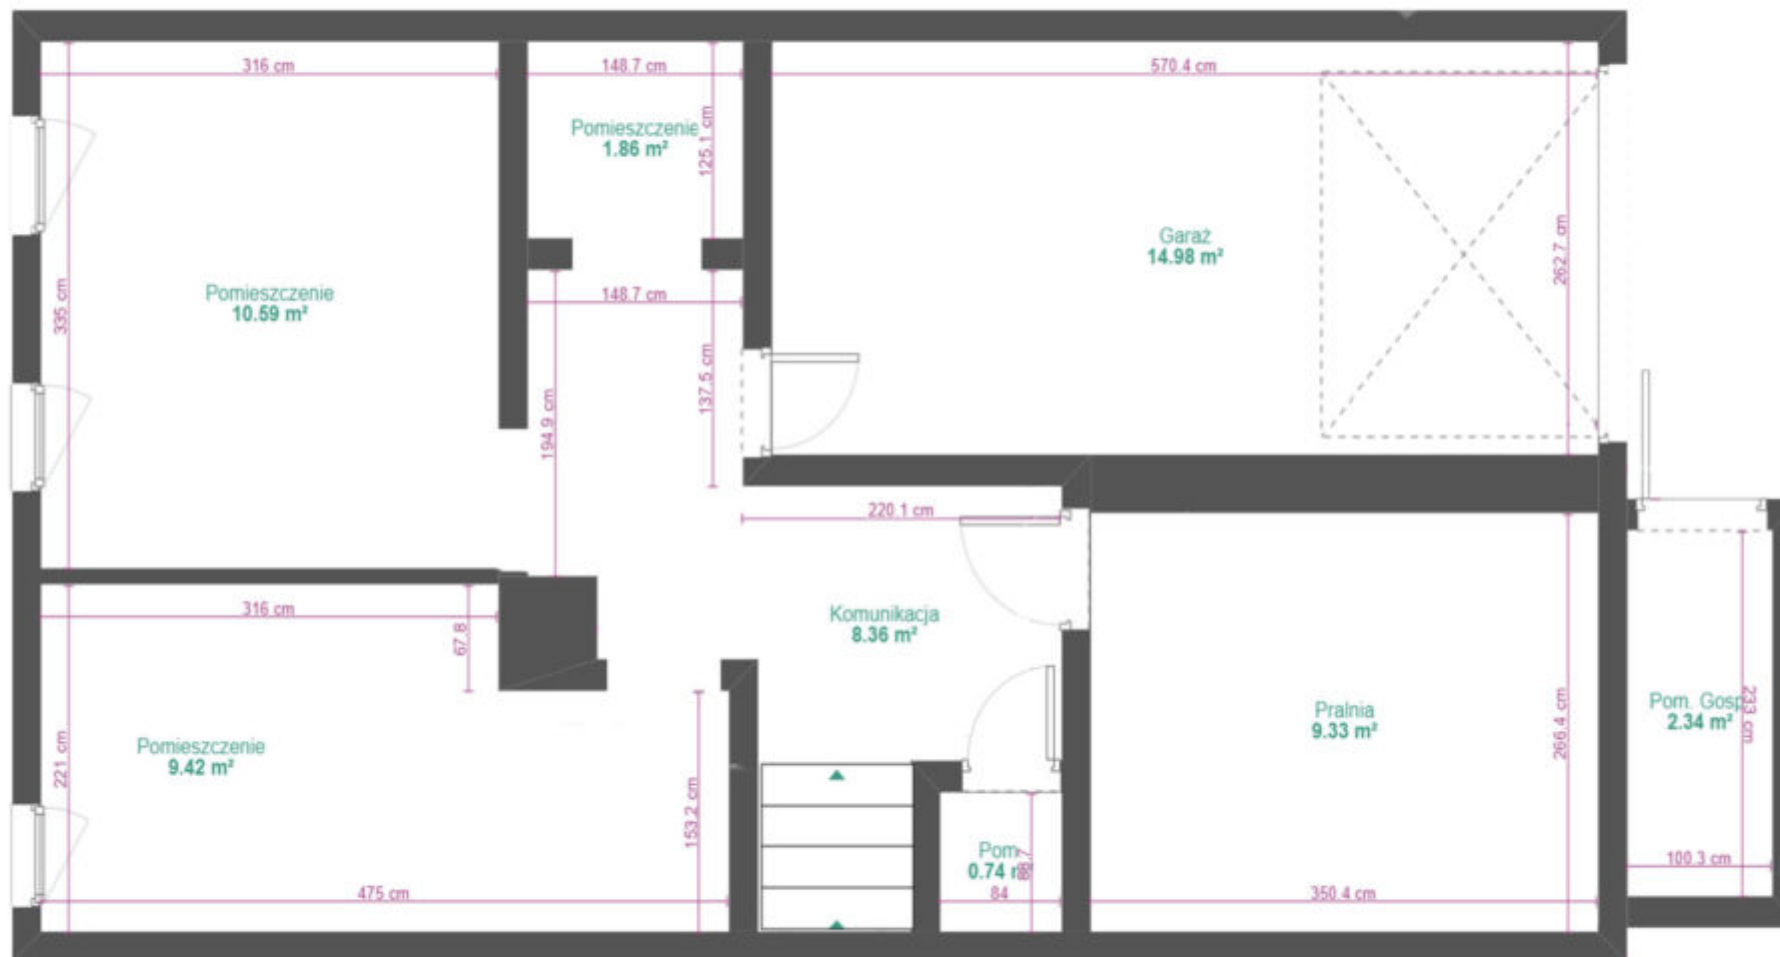 316 cm
148.7 cm
570.4 cm
125.1 cm
Pomieszczenie
1.86 m²
Garaż
14.98 m²
262.7 cm
Pomieszczenie
10.59 m²
335 cm
148.7 cm
137.5 cm
194.9 cm
220.1 cm
316 cm
67.8
Komunikacja
8.36 m²
Pralnia
9.33 m²
266.4 cm
Pom. Gosp.
2.34 m²
233 cm
Pomieszczenie
9.42 m²
221 cm
153.2 cm
Pom.
0.74 m²
84
475 cm
350.4 cm
100.3 cm